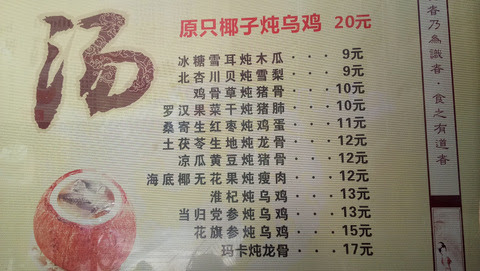 汤
原只椰子炖乌鸡 20元
冰糖雪耳炖木瓜···9元
北杏川贝炖雪梨···9元
鸡骨草炖猪骨···10元
罗汉果菜干炖猪肺···10元
桑寄生红枣炖鸡蛋···11元
土茯苓生地炖龙骨···12元
凉瓜黄豆炖猪骨···12元
海底椰无花果炖瘦肉···12元
淮杞炖乌鸡···13元
当归党参炖乌鸡···13元
花旗参炖乌鸡···15元
玛卡炖龙骨···17元
者乃為識者·食之有道者